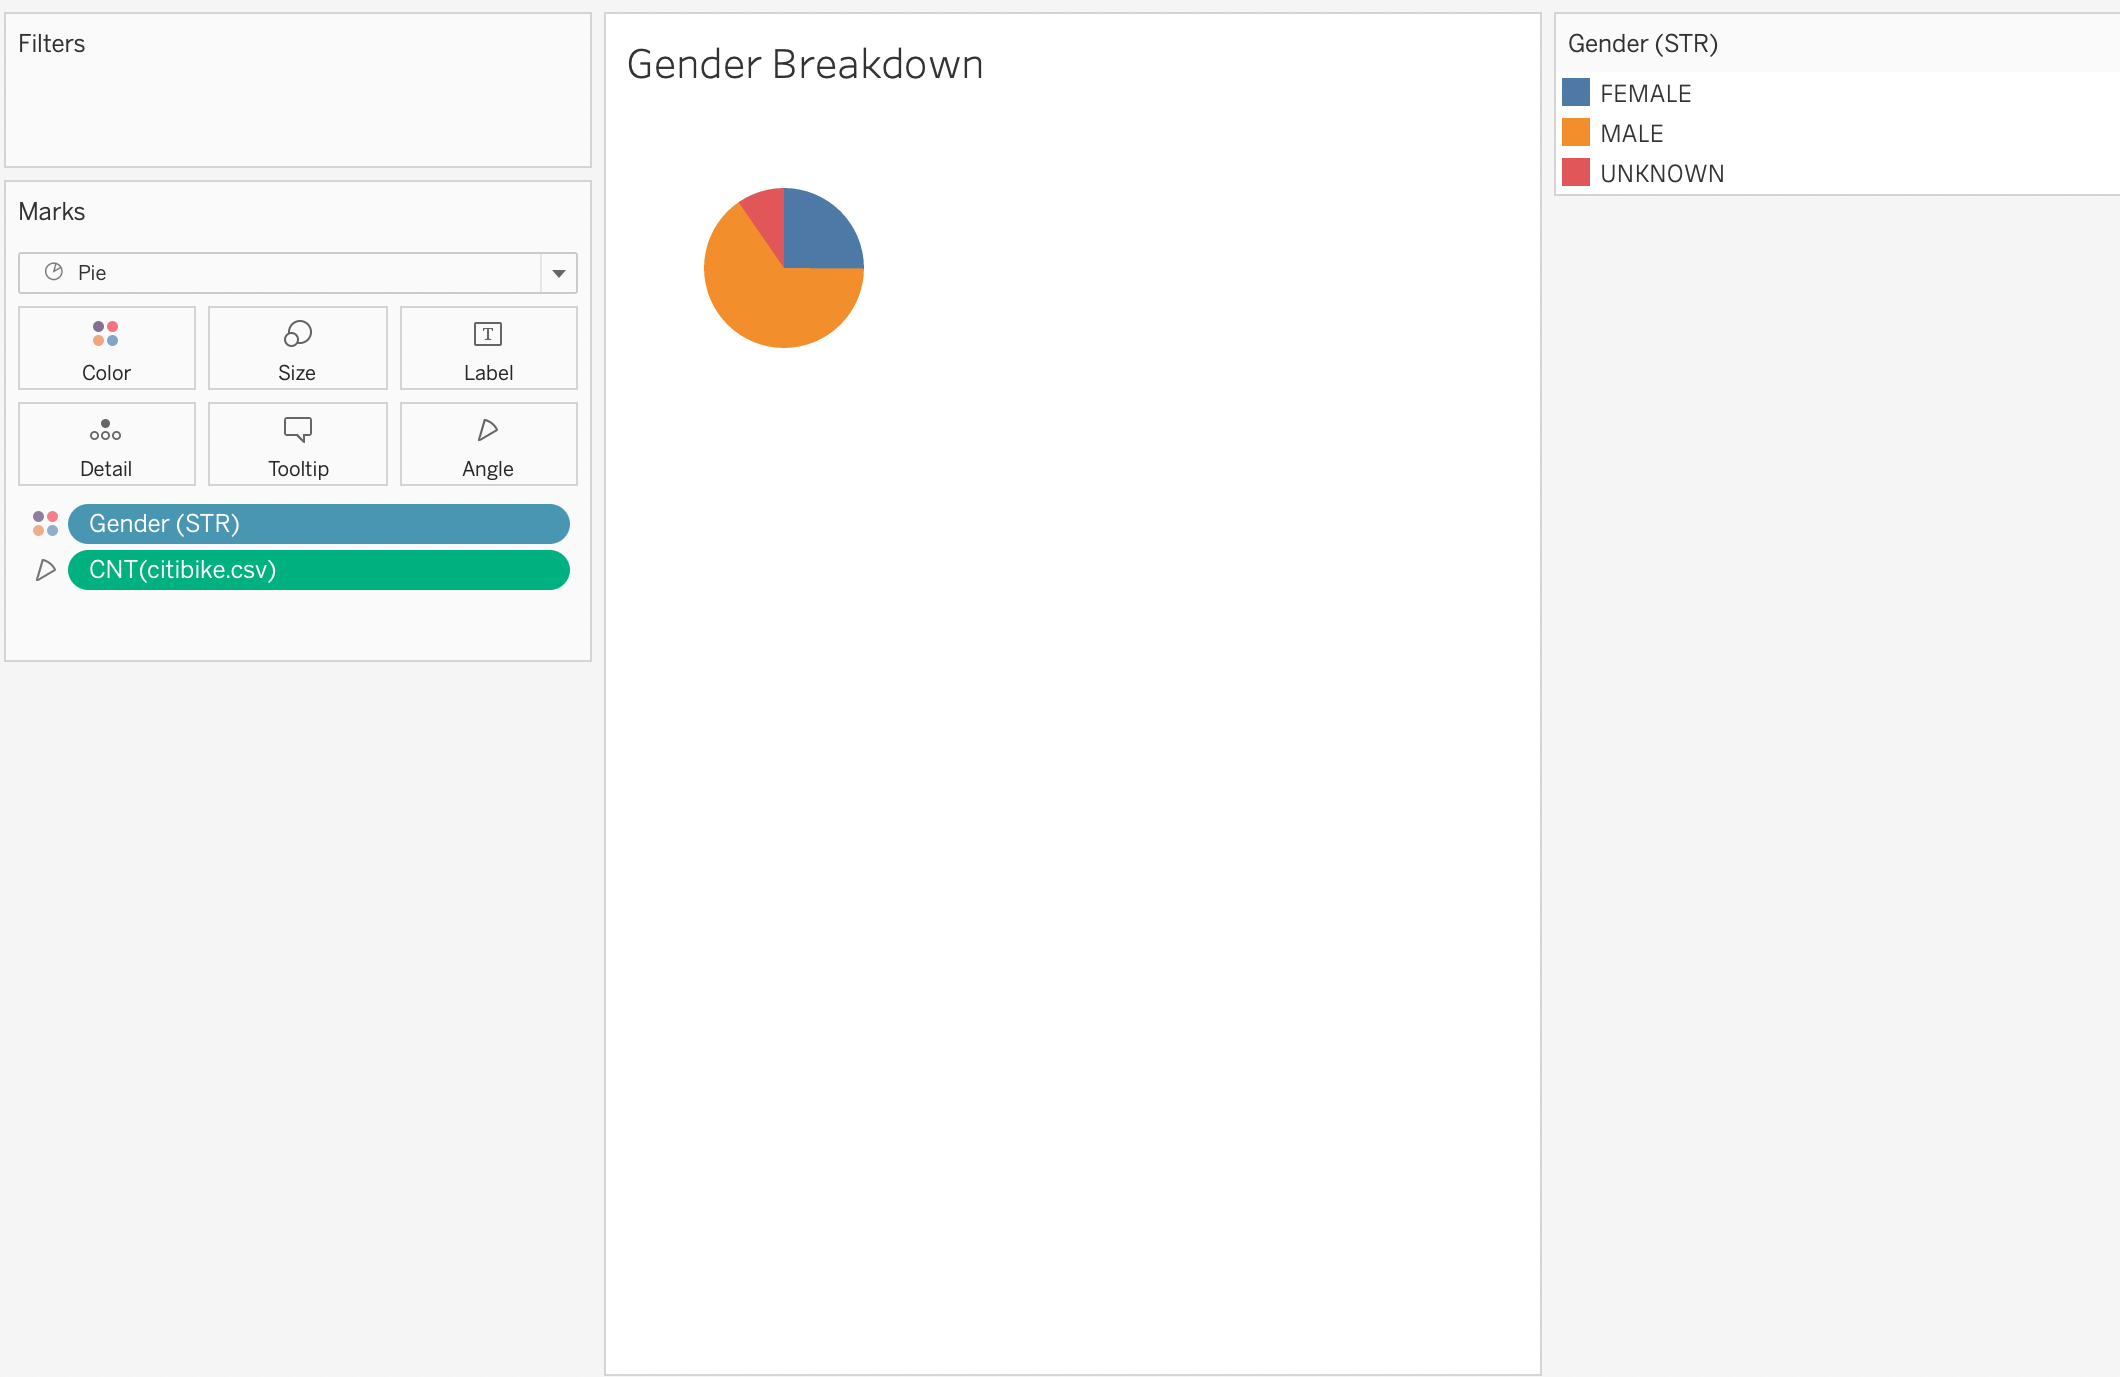 Filters
Marks
Pie
Color
Size
T
Label
Detail
Tooltip
Angle
Gender (STR)
CNT(citibike.csv)
Gender Breakdown
Gender (STR)
FEMALE
MALE
UNKNOWN